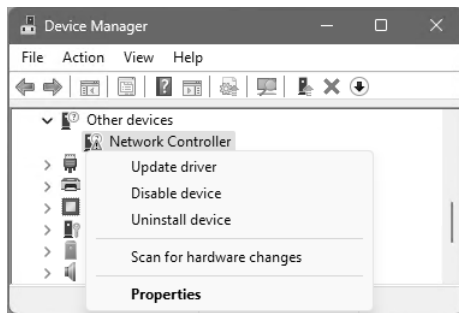 Device Manager
File Action View Help
Other devices
Network Controller
Update driver
Disable device
Uninstall device
Scan for hardware changes
Properties